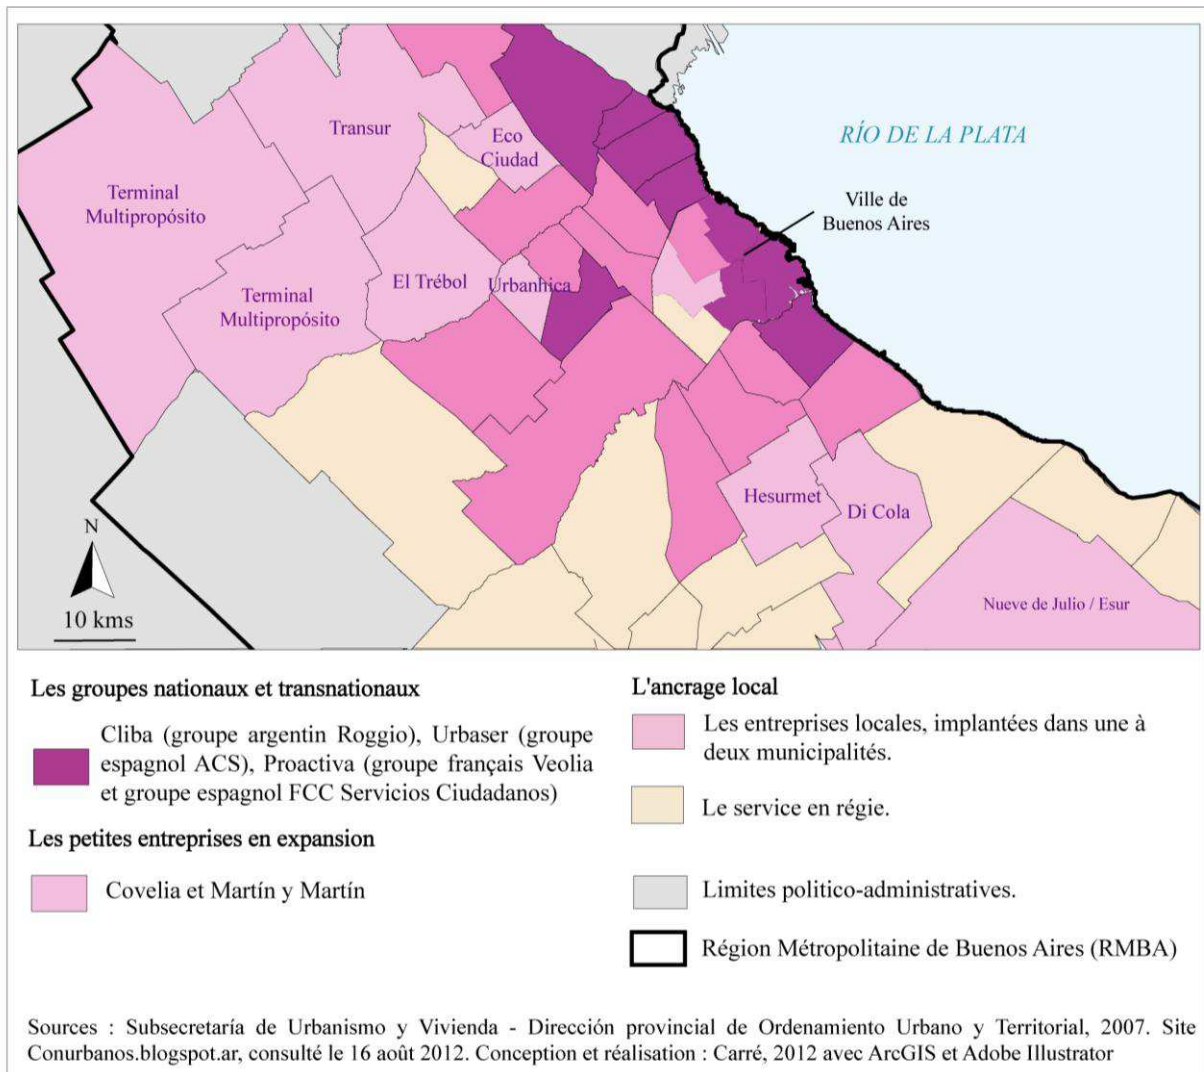 Transur
Eco
Ciudad
RÍO DE LA PLATA
Terminal
Multipropósito
Ville de
Buenos Aires
El Trébol
Urbanhica
Terminal
Multipropósito
Hesurmet
Di Cola
Nueve de Julio / Esur
N
10 kms
Les groupes nationaux et transnationaux
Cliba (groupe argentin Roggio), Urbaser (groupe
espagnol ACS), Proactiva (groupe français Veolia
et groupe espagnol FCC Servicios Ciudadanos)
Les petites entreprises en expansion
Covelia et Martín y Martín
L'ancrage local
Les entreprises locales, implantées dans une à
deux municipalités.
Le service en régie.
Limites politico-administratives.
Région Métropolitaine de Buenos Aires (RMBA)
Sources : Subsecretaría de Urbanismo y Vivienda - Dirección provincial de Ordenamiento Urbano y Territorial, 2007. Site
Conurbanos.blogspot.ar, consulté le 16 août 2012. Conception et réalisation : Carré, 2012 avec ArcGIS et Adobe Illustrator